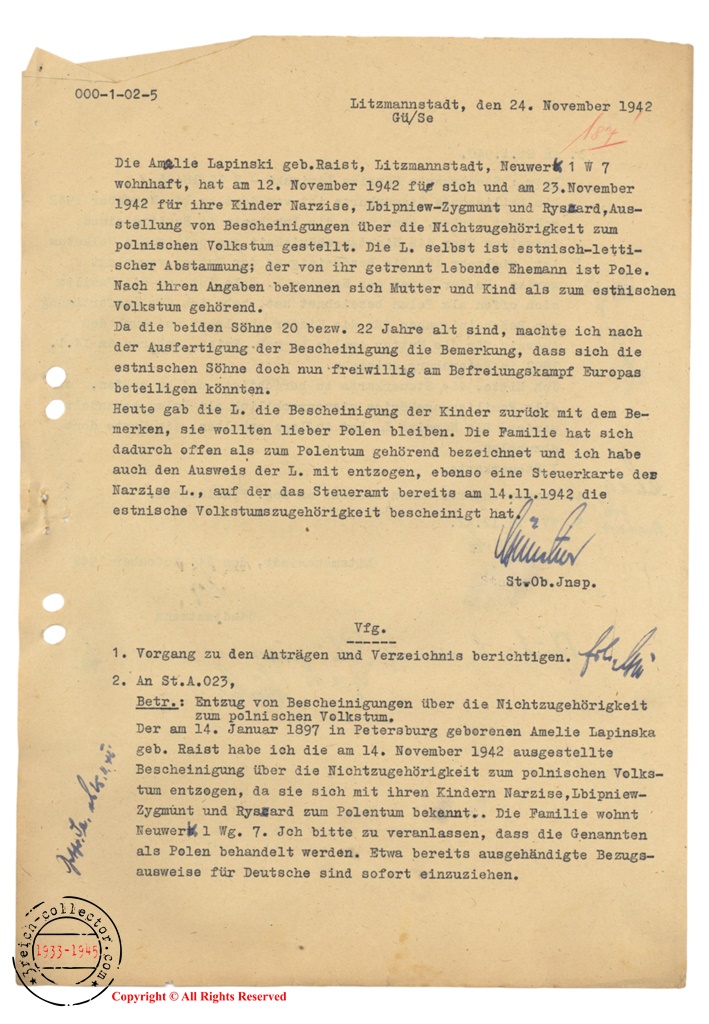 000-1-02-5
Litzmannstadt, den 24. November 1942
Gü/Se
187
Die Amelie Lapinski geb.Raist, Litzmannstadt, Neuwerk 1 W 7
wohnhaft, hat am 12. November 1942 für sich und am 23.November
1942 für ihre Kinder Narzise, Lbipniew-Zygmunt und Ryszard,Aus-
stellung von Bescheinigungen über die Nichtzugehörigkeit zum
polnischen Volkstum gestellt. Die L. selbst ist estnisch-letti-
scher Abstammung; der von ihr getrennt lebende Ehemann ist Pole.
Nach ihren Angaben bekennen sich Mutter und Kind als zum estnischen
Volkstum gehörend.
Da die beiden Söhne 20 bezw. 22 Jahre alt sind, machte ich nach
der Ausfertigung der Bescheinigung die Bemerkung, dass sich die
estnischen Söhne doch nun freiwillig am Befreiungskampf Europas
beteiligen könnten.
Heute gab die L. die Bescheinigung der Kinder zurück mit dem Be-
merken, sie wollten lieber Polen bleiben. Die Familie hat sich
dadurch offen als zum Polentum gehörend bezeichnet und ich habe
auch den Ausweis der L. mit entzogen, ebenso eine Steuerkarte des
Narzise L., auf der das Steueramt bereits am 14.11.1942 die
estnische Volkstumszugehörigkeit bescheinigt hat.
St.Ob.Jnsp.
Vfg.
1. Vorgang zu den Anträgen und Verzeichnis berichtigen.
2. An St.A.023,
Betr.: Entzug von Bescheinigungen über die Nichtzugehörigkeit
zum polnischen Volkstum.
Der am 14. Januar 1897 in Petersburg geborenen Amelie Lapinska
geb. Raist habe ich die am 14. November 1942 ausgestellte
Bescheinigung über die Nichtzugehörigkeit zum polnischen Volks-
tum entzogen, da sie sich mit ihren Kindern Narzise,Lbipniew-
Zygmunt und Ryszard zum Polentum bekannt.. Die Familie wohnt
Neuwerk 1 Wg. 7. Jch bitte zu veranlassen, dass die Genannten
als Polen behandelt werden. Etwa bereits ausgehändigte Bezugs-
ausweise für Deutsche sind sofort einzuziehen.
3reich-collector.com
1933-1945
Copyright © All Rights Reserved